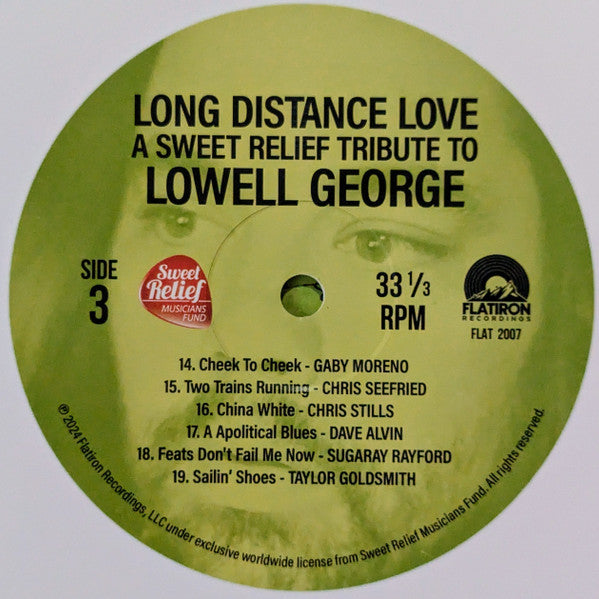 LONG DISTANCE LOVE
A SWEET RELIEF TRIBUTE TO
LOWELL GEORGE
SIDE
3
Sweet
Relief
MUSICIANS
FUND
33 1/3
RPM
FLATIRON
RECORDINGS
FLAT 2007
14. Cheek To Cheek - GABY MORENO
15. Two Trains Running - CHRIS SEEFRIED
16. China White - CHRIS STILLS
17. A Apolitical Blues - DAVE ALVIN
18. Feats Don't Fail Me Now - SUGARAY RAYFORD
19. Sailin' Shoes - TAYLOR GOLDSMITH
℗ 2024 Flatiron Recordings, LLC under exclusive worldwide license from Sweet Relief Musicians Fund. All rights reserved.